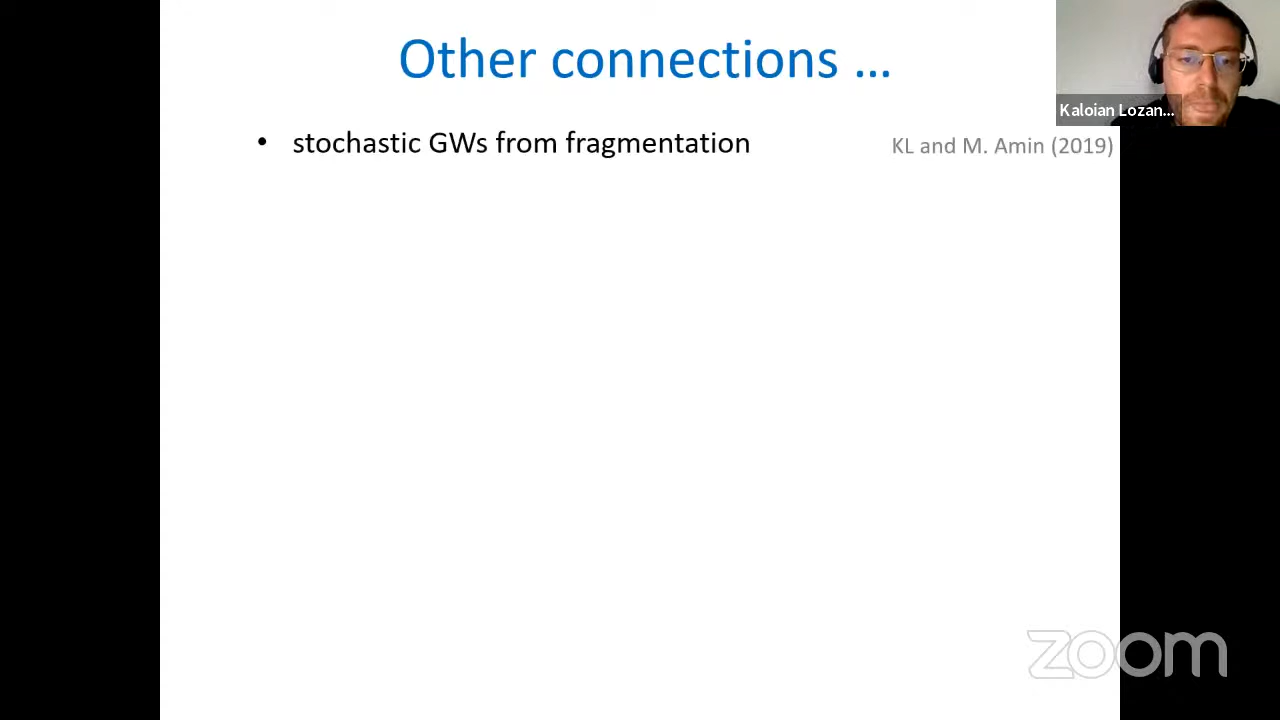 Other connections ...
• stochastic GWs from fragmentation
KL and M. Amin (2019)
Kaloian Lozan...
zoom